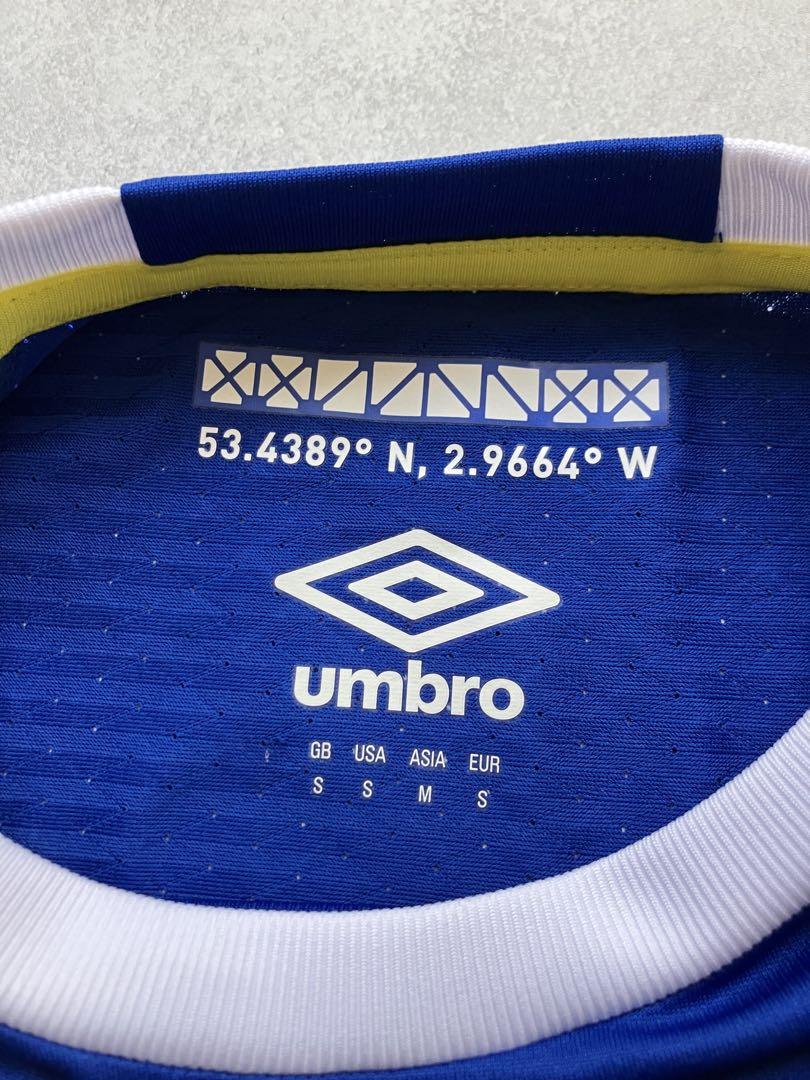 53.4389° N, 2.9664° W
umbro
GB USA ASIA EUR
S S M S